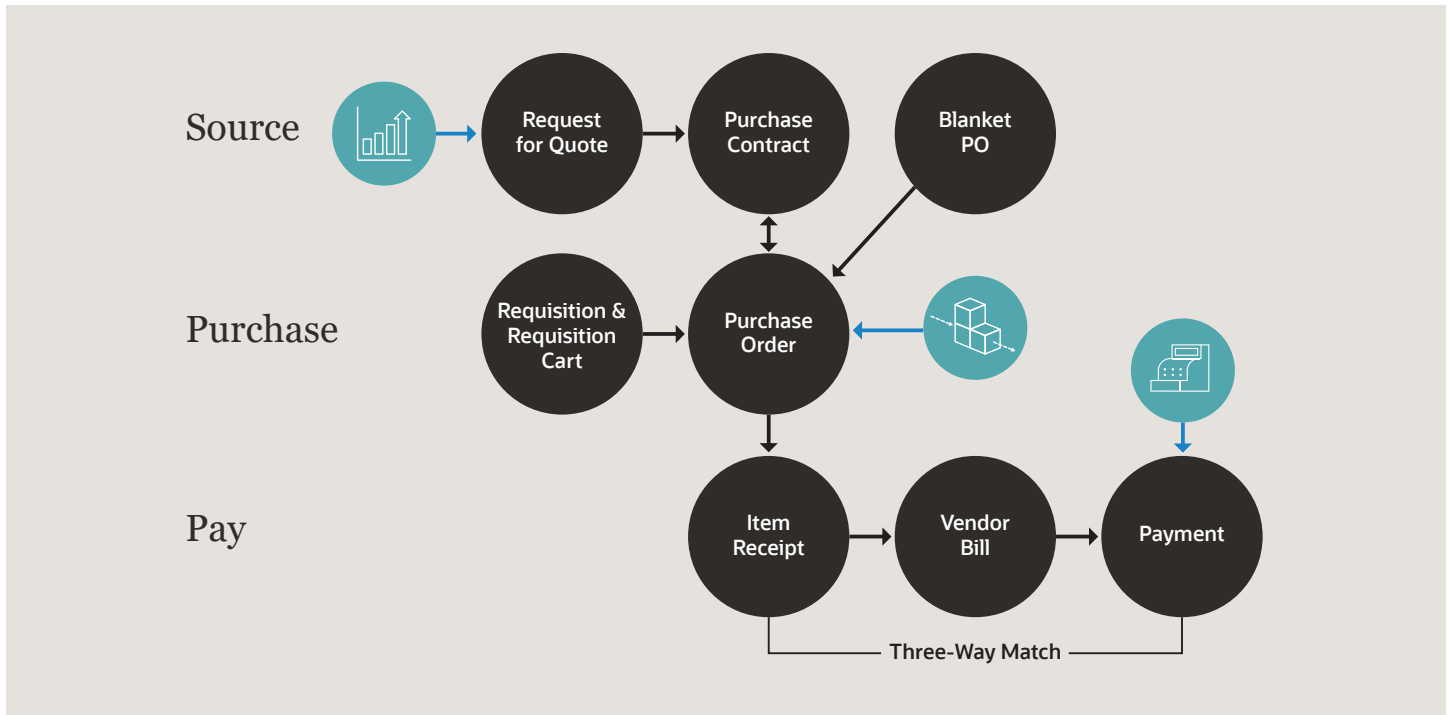 Source
Request
for Quote
Purchase
Contract
Blanket
PO
Purchase
Requisition &
Requisition
Cart
Purchase
Order
Pay
Item
Receipt
Vendor
Bill
Payment
Three-Way Match